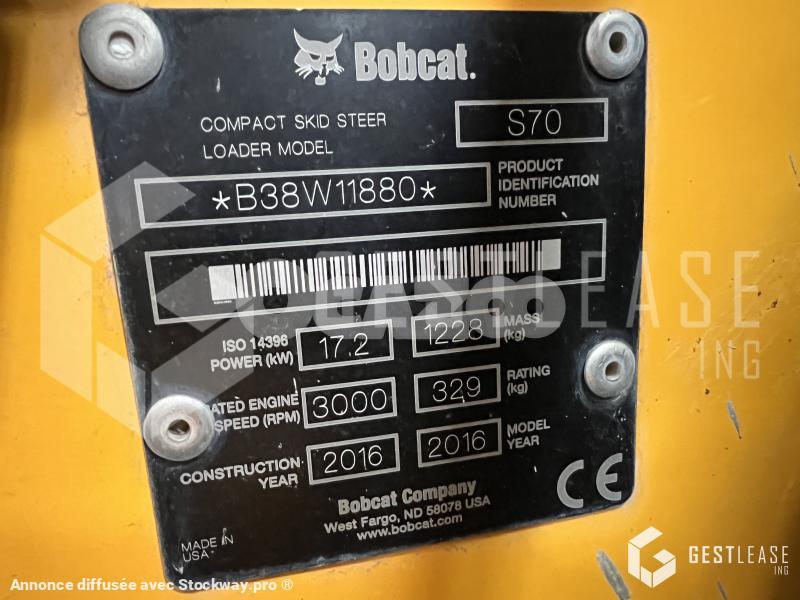 Bobcat.
COMPACT SKID STEER
LOADER MODEL
S70
*B38W11880*
PRODUCT
IDENTIFICATION
NUMBER
GESTLEASE
ING
ISO 14396
POWER (kW)
17.2
1228
MASS
(kg)
ATED ENGINE
SPEED (RPM)
3000
329
RATING
(kg)
CONSTRUCTION
YEAR
2016
2016
MODEL
YEAR
Bobcat Company
West Fargo, ND 58078 USA
www.bobcat.com
MADE IN
USA
CE
GESTLEASE
ING
Annonce diffusée avec Stockway.pro ®